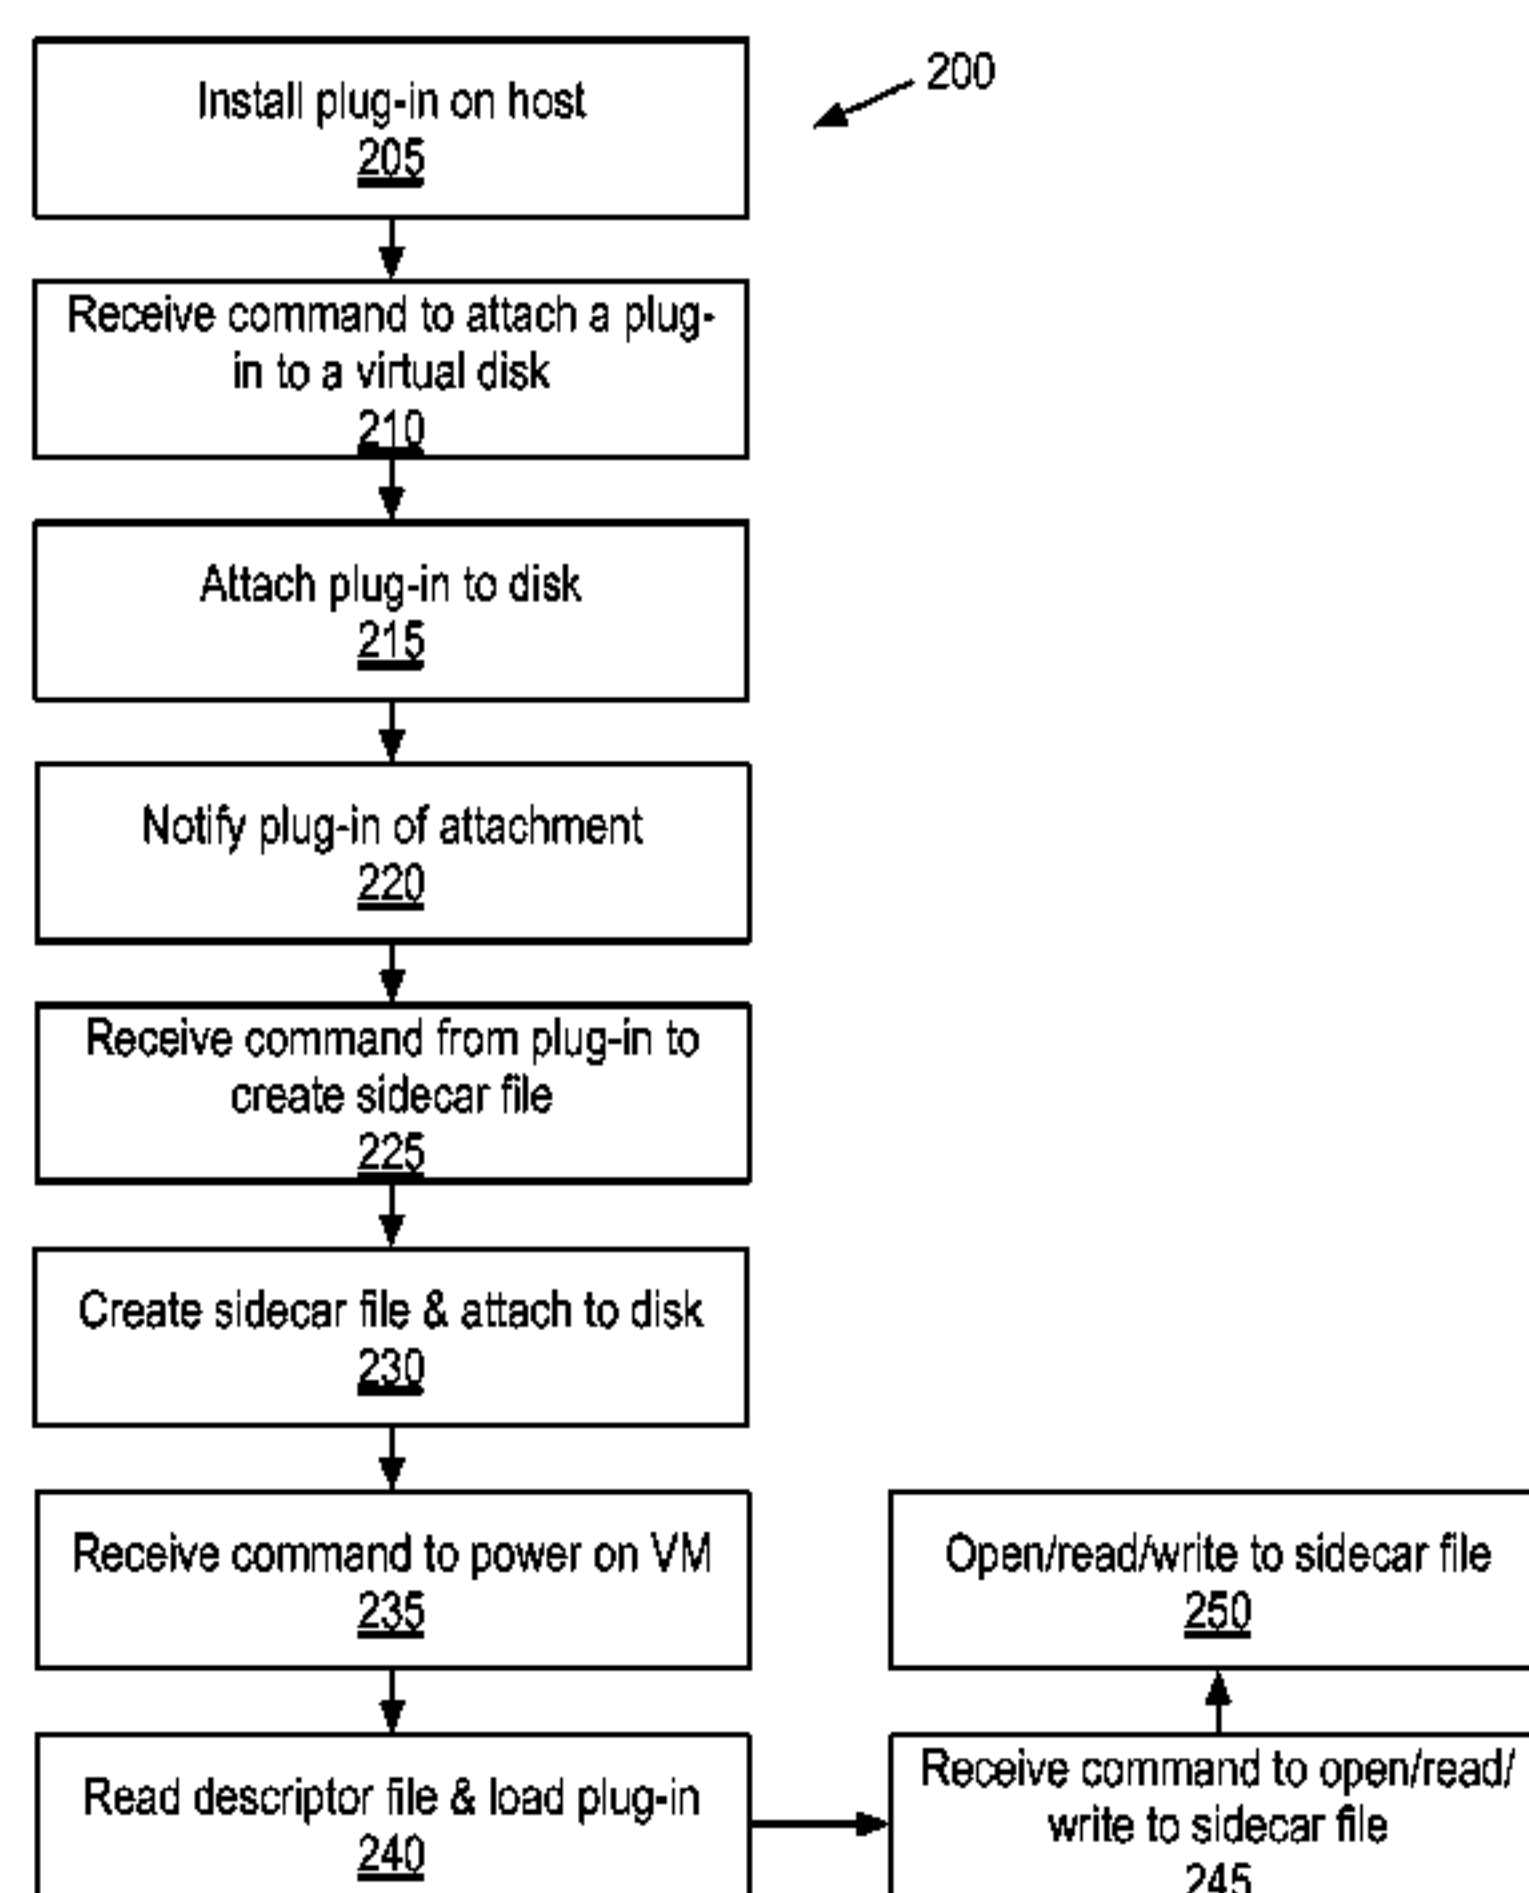 200
Install plug-in on host
205
Receive command to attach a plug-
in to a virtual disk
210
Attach plug-in to disk
215
Notify plug-in of attachment
220
Receive command from plug-in to
create sidecar file
225
Create sidecar file & attach to disk
230
Receive command to power on VM
235
Read descriptor file & load plug-in
240
Receive command to open/read/
write to sidecar file
245
Open/read/write to sidecar file
250